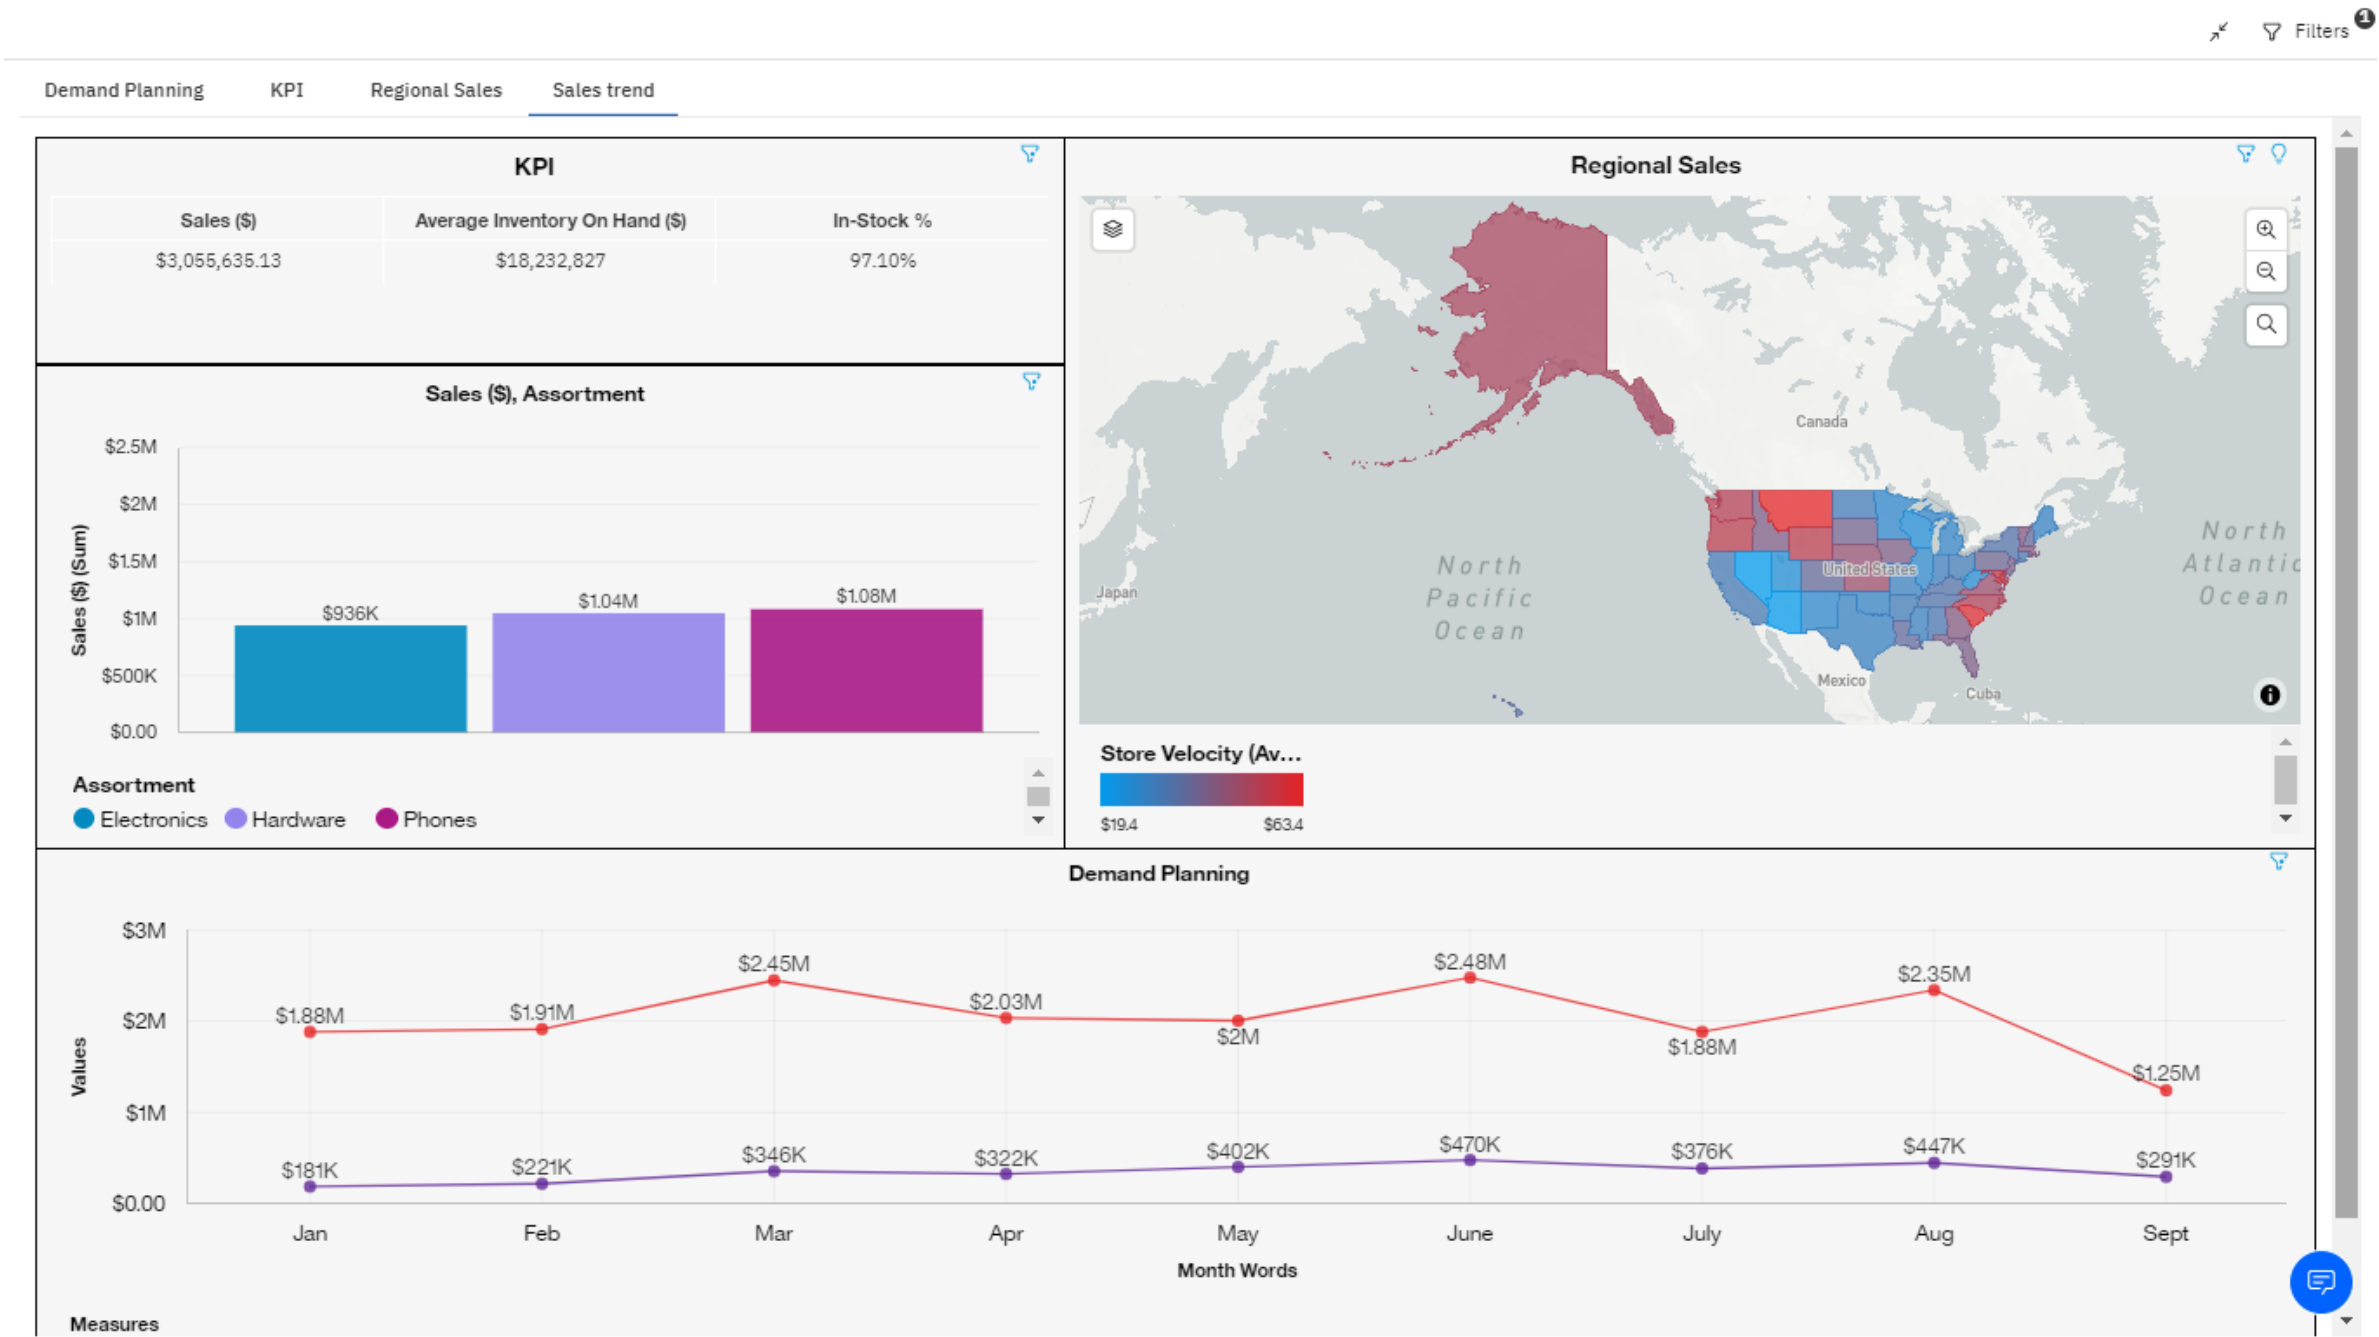 Filters 1
Demand Planning KPI Regional Sales Sales trend
KPI
Sales ($) Average Inventory On Hand ($) In-Stock %
$3,055,635.13 $18,232,827 97.10%
Sales ($), Assortment
Sales ($) (Sum)
$2.5M
$2M
$1.5M
$1M
$500K
$0.00
$936K
$1.04M
$1.08M
Assortment
Electronics Hardware Phones
Regional Sales
Canada
North
Pacific
Ocean
Japan
United States
North
Atlantic
Ocean
Mexico
Cuba
Store Velocity (Av...
$19.4 $63.4
Demand Planning
Values
$3M
$2M
$1M
$0.00
$1.88M $1.91M $2.45M $2.03M $2M $2.48M $1.88M $2.35M $1.25M
$181K $221K $346K $322K $402K $470K $376K $447K $291K
Jan Feb Mar Apr May June July Aug Sept
Month Words
Measures